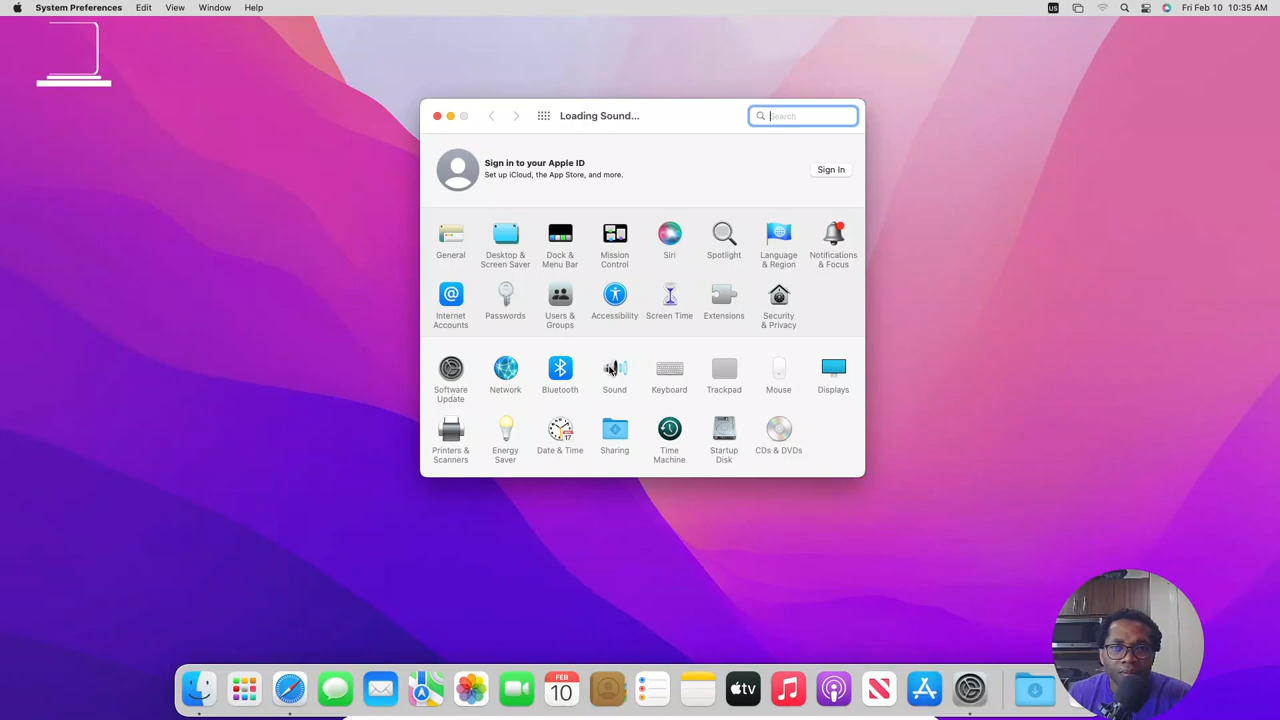 System Preferences Edit View Window Help
US
Fri Feb 10 10:35 AM
Loading Sound...
Search
Sign in to your Apple ID
Set up iCloud, the App Store, and more.
Sign In
General
Desktop &
Screen Saver
Dock &
Menu Bar
Mission
Control
Siri
Spotlight
Language
& Region
Notifications
& Focus
Internet
Accounts
Passwords
Users &
Groups
Accessibility
Screen Time
Extensions
Security
& Privacy
Software
Update
Network
Bluetooth
Sound
Keyboard
Trackpad
Mouse
Displays
Printers &
Scanners
Energy
Saver
Date & Time
Sharing
Time
Machine
Startup
Disk
CDs & DVDs
FEB
10
tv